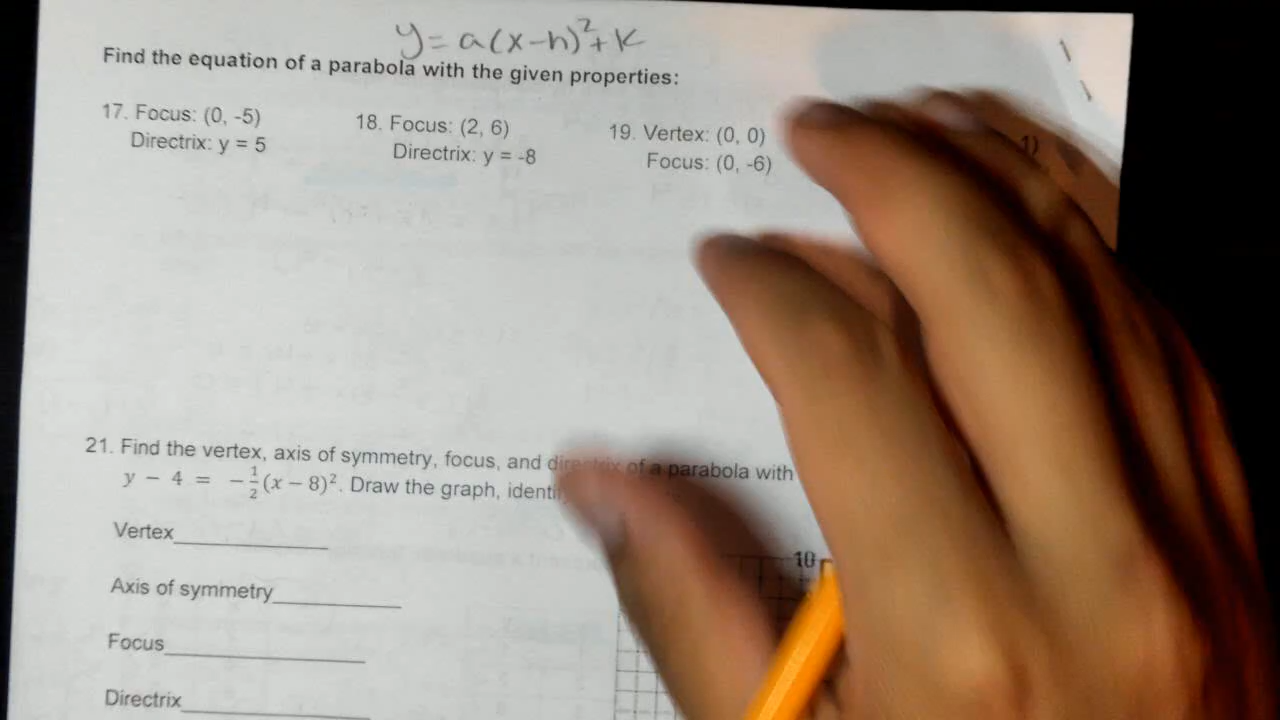 y = a(x-h)²+k
Find the equation of a parabola with the given properties:
17. Focus: (0, -5)
Directrix: y = 5
18. Focus: (2, 6)
Directrix: y = -8
19. Vertex: (0, 0)
Focus: (0, -6)
1)
21. Find the vertex, axis of symmetry, focus, and directrix of a parabola with
y - 4 = -½(x - 8)². Draw the graph,
Vertex
Axis of symmetry
Focus
Directrix
10